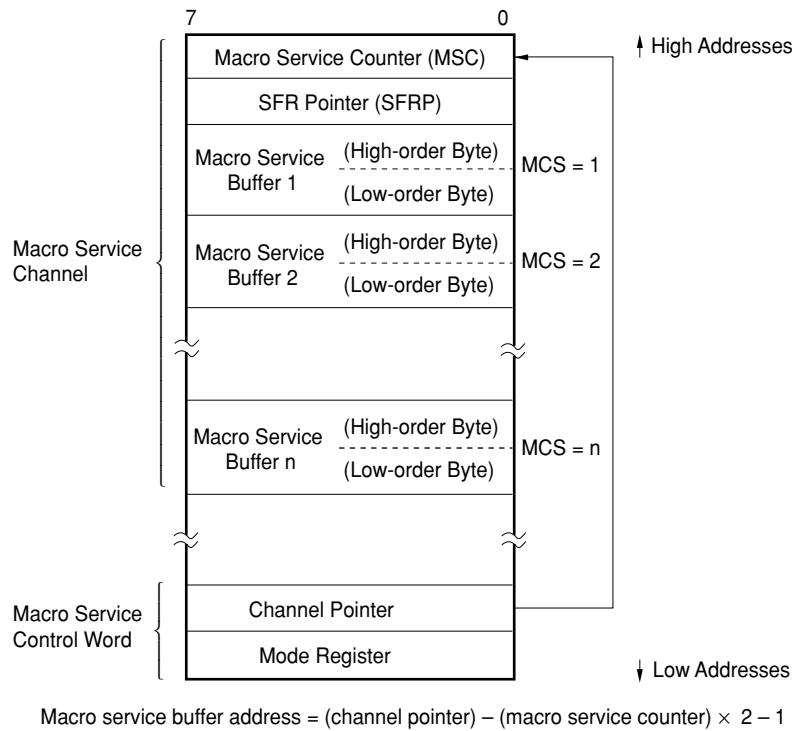 7 0
High Addresses
Macro Service Counter (MSC)
SFR Pointer (SFRP)
Macro Service
Buffer 1
(High-order Byte)
(Low-order Byte)
MCS = 1
Macro Service
Channel
Macro Service
Buffer 2
(High-order Byte)
(Low-order Byte)
MCS = 2
Macro Service
Buffer n
(High-order Byte)
(Low-order Byte)
MCS = n
Macro Service
Control Word
Channel Pointer
Mode Register
Low Addresses
Macro service buffer address = (channel pointer) – (macro service counter) × 2 – 1